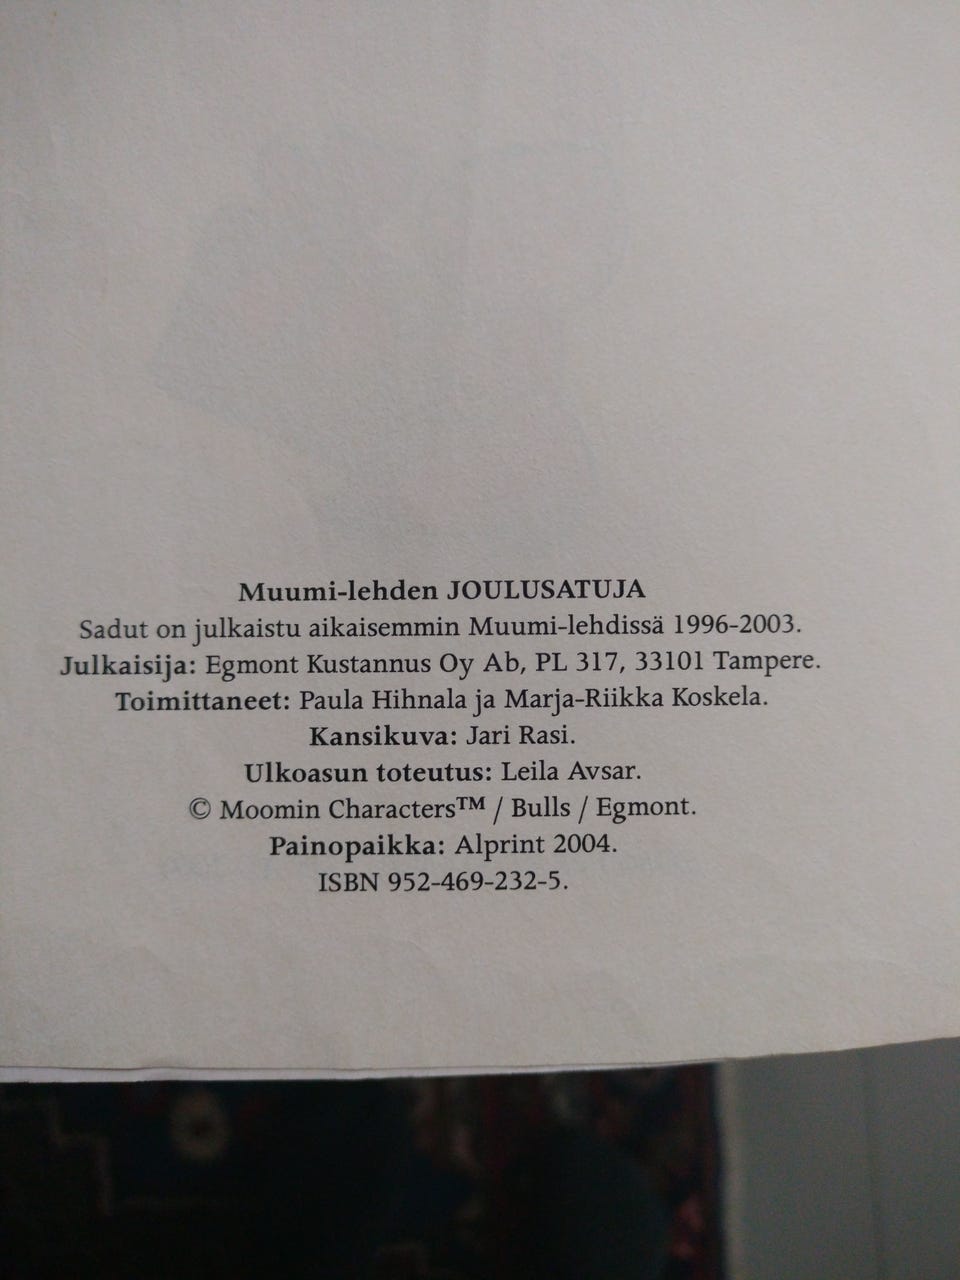 Muumi-lehden JOULUSATUJA
Sadut on julkaistu aikaisemmin Muumi-lehdissä 1996-2003.
Julkaisija: Egmont Kustannus Oy Ab, PL 317, 33101 Tampere.
Toimittaneet: Paula Hihnala ja Marja-Riikka Koskela.
Kansikuva: Jari Rasi.
Ulkoasun toteutus: Leila Avsar.
© Moomin Characters™ / Bulls / Egmont.
Painopaikka: Alprint 2004.
ISBN 952-469-232-5.